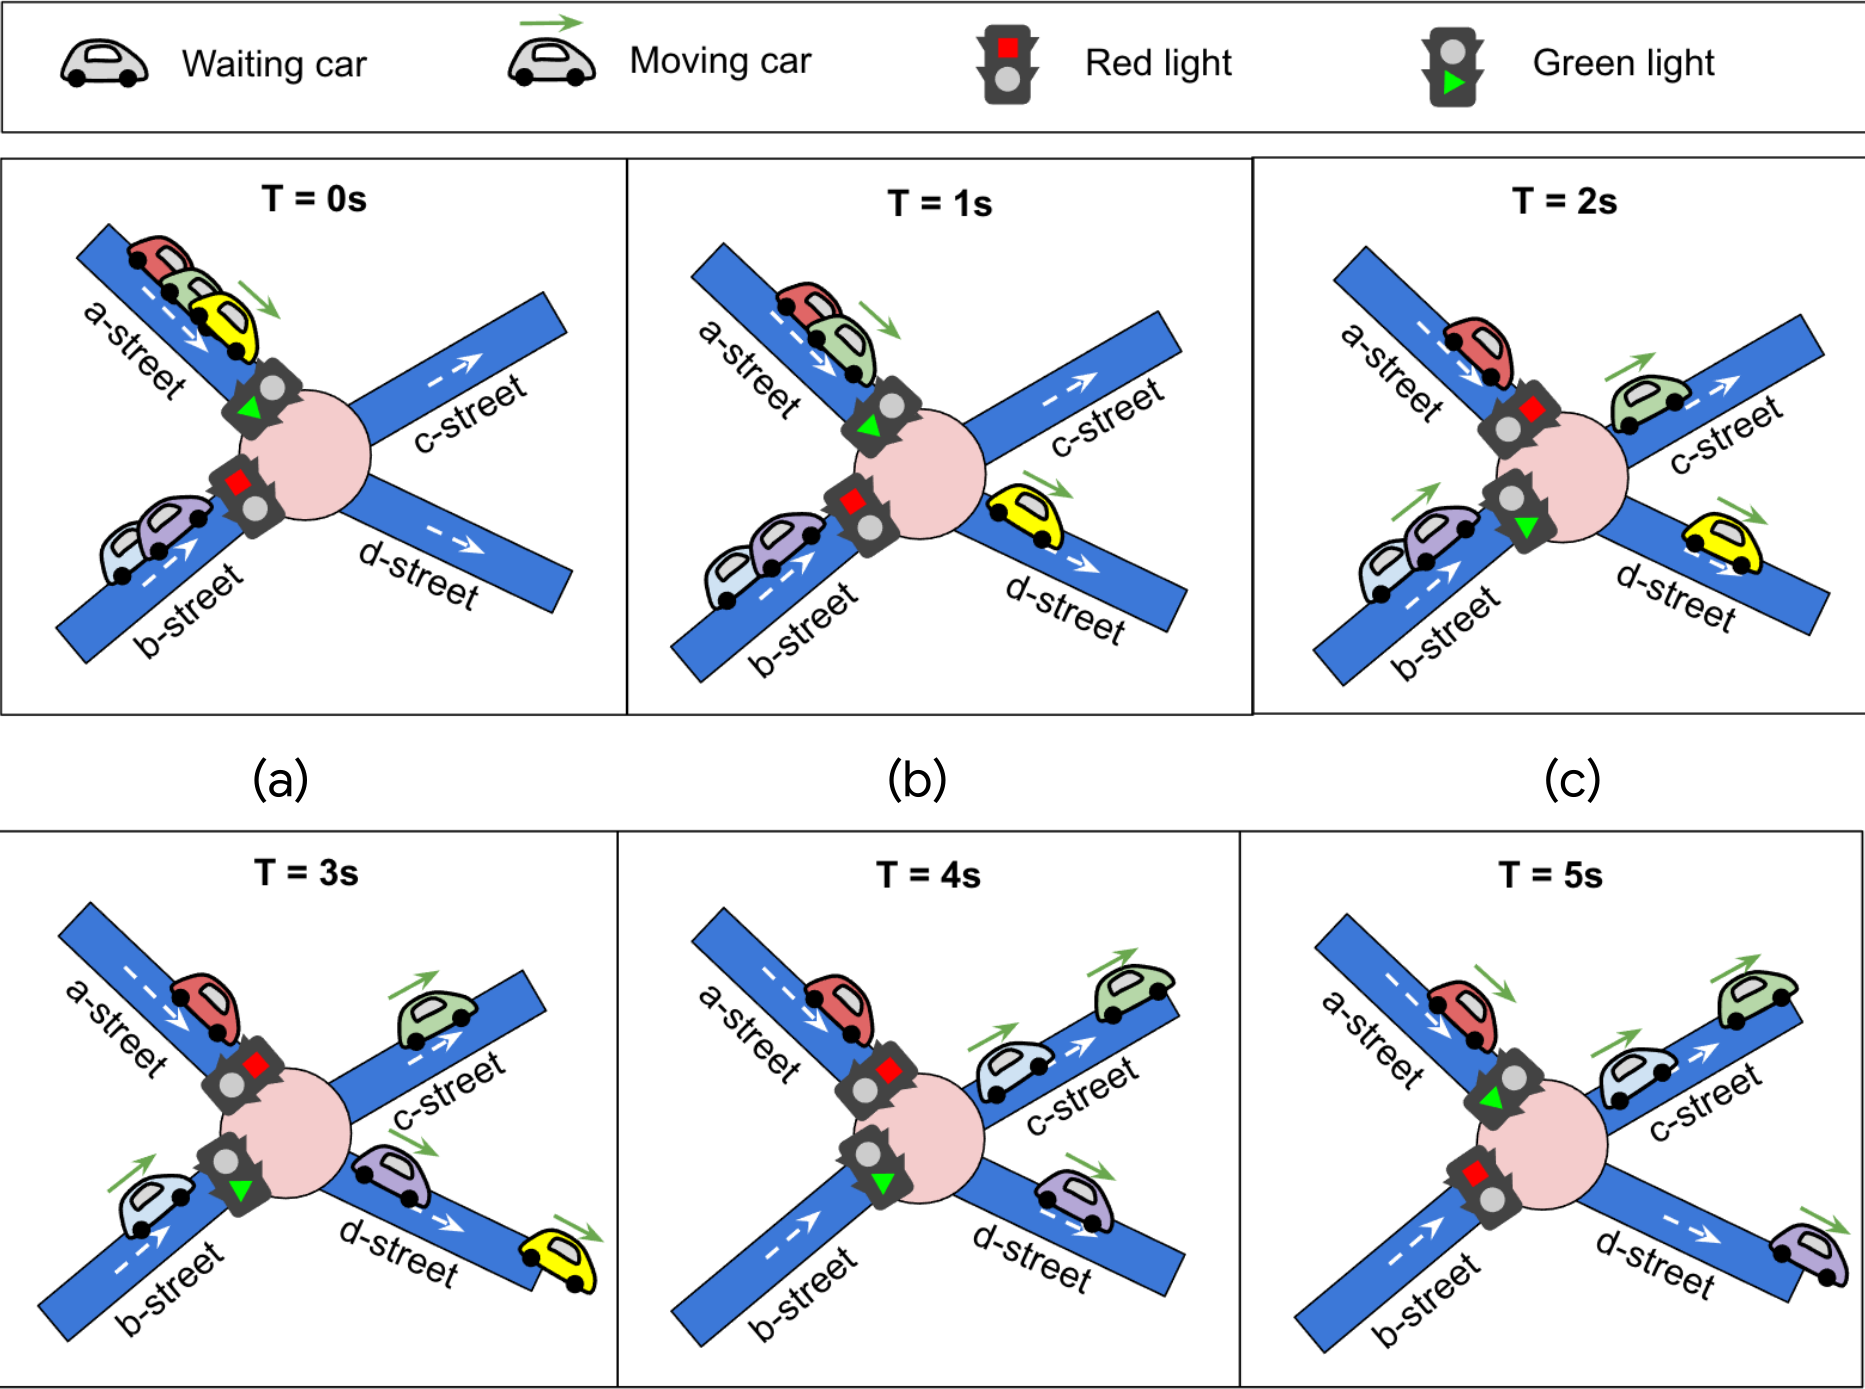 Waiting car
Moving car
Red light
Green light
T = 0s
a-street
b-street
c-street
d-street
T = 1s
a-street
b-street
c-street
d-street
T = 2s
a-street
b-street
c-street
d-street
(a)
(b)
(c)
T = 3s
a-street
b-street
c-street
d-street
T = 4s
a-street
b-street
c-street
d-street
T = 5s
a-street
b-street
c-street
d-street